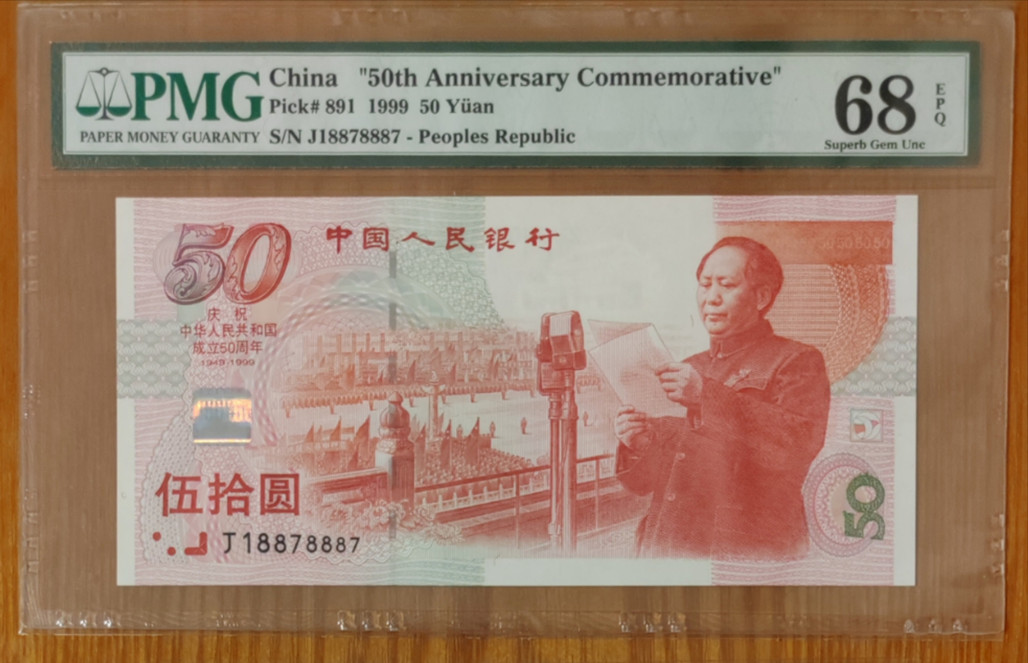 PMG
PAPER MONEY GUARANTY
China "50th Anniversary Commemorative"
Pick# 891 1999 50 Yüan
S/N J18878887 - Peoples Republic
68
EPQ
Superb Gem Unc
50
中国人民银行
庆祝
中华人民共和国
成立50周年
1949-1999
50505050
伍拾圆
J18878887
50